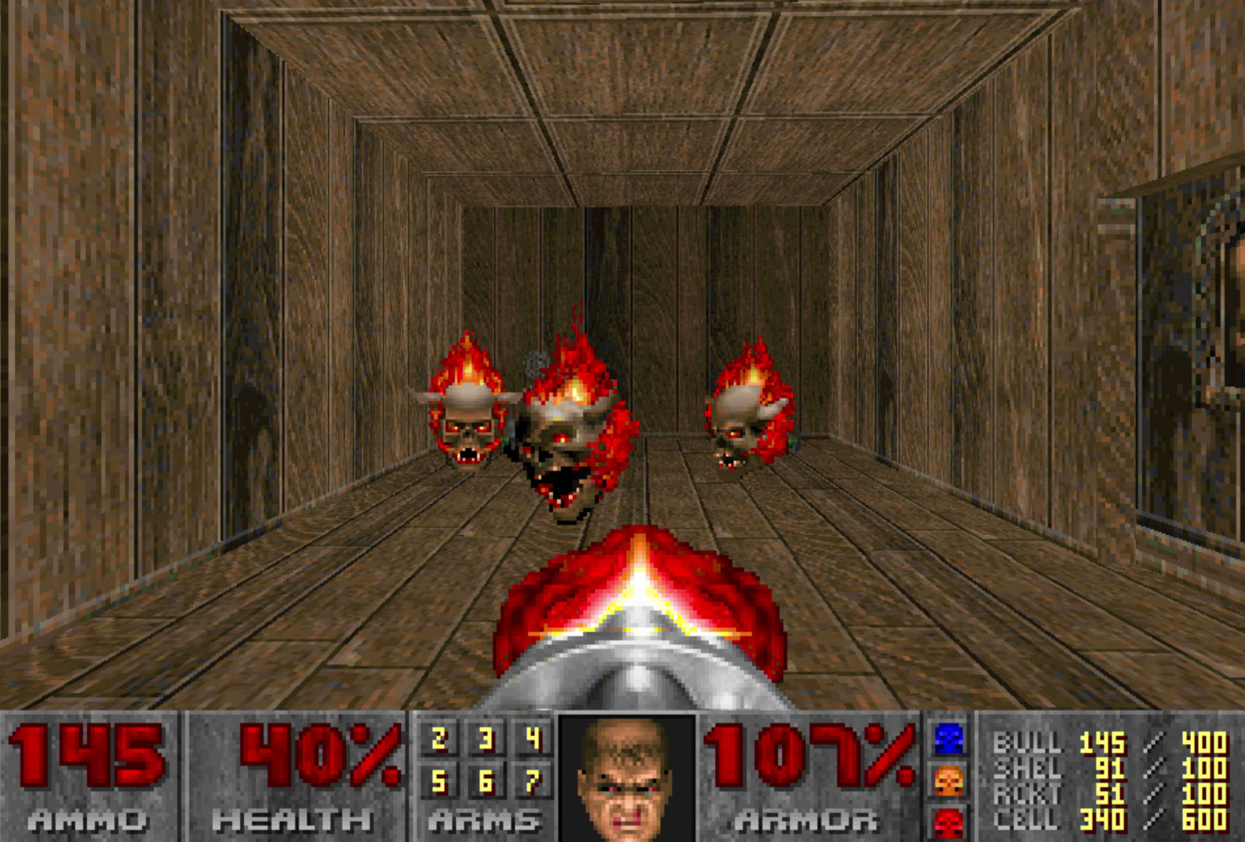 145 40% 2 3 4 107% BULL 145 / 400
5 6 7 SHEL 91 / 100
RCKT 51 / 100
AMMO HEALTH ARMS ARMOR CELL 340 / 600